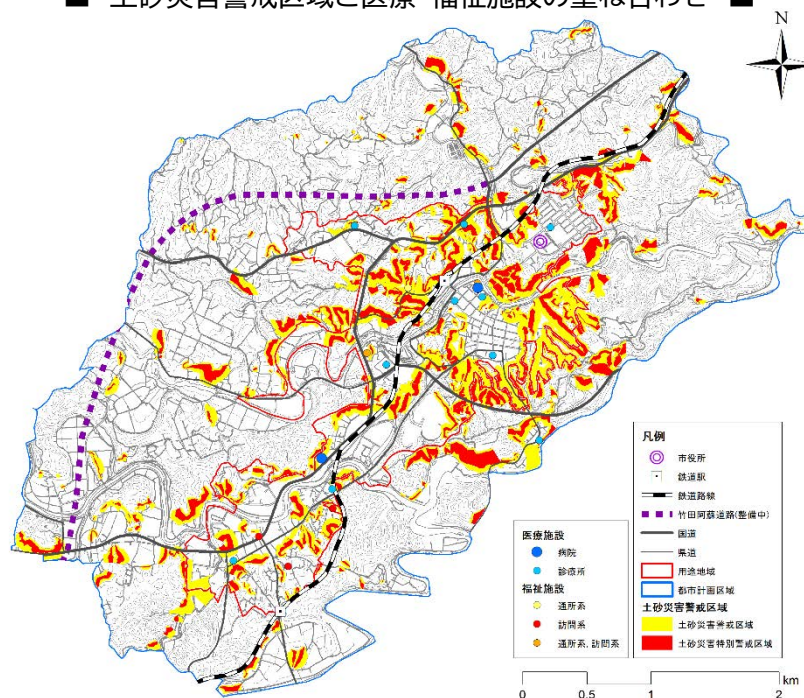 ■ 土砂災害警戒区域と医療・福祉施設の重ね合わせ ■
N
凡例
市役所
鉄道駅
鉄道路線
竹田阿蘇道路(整備中)
国道
県道
用途地域
都市計画区域
土砂災害警戒区域
土砂災害警戒区域
土砂災害特別警戒区域
医療施設
病院
診療所
福祉施設
通所系
訪問系
通所系,訪問系
km
0 0.5 1 2